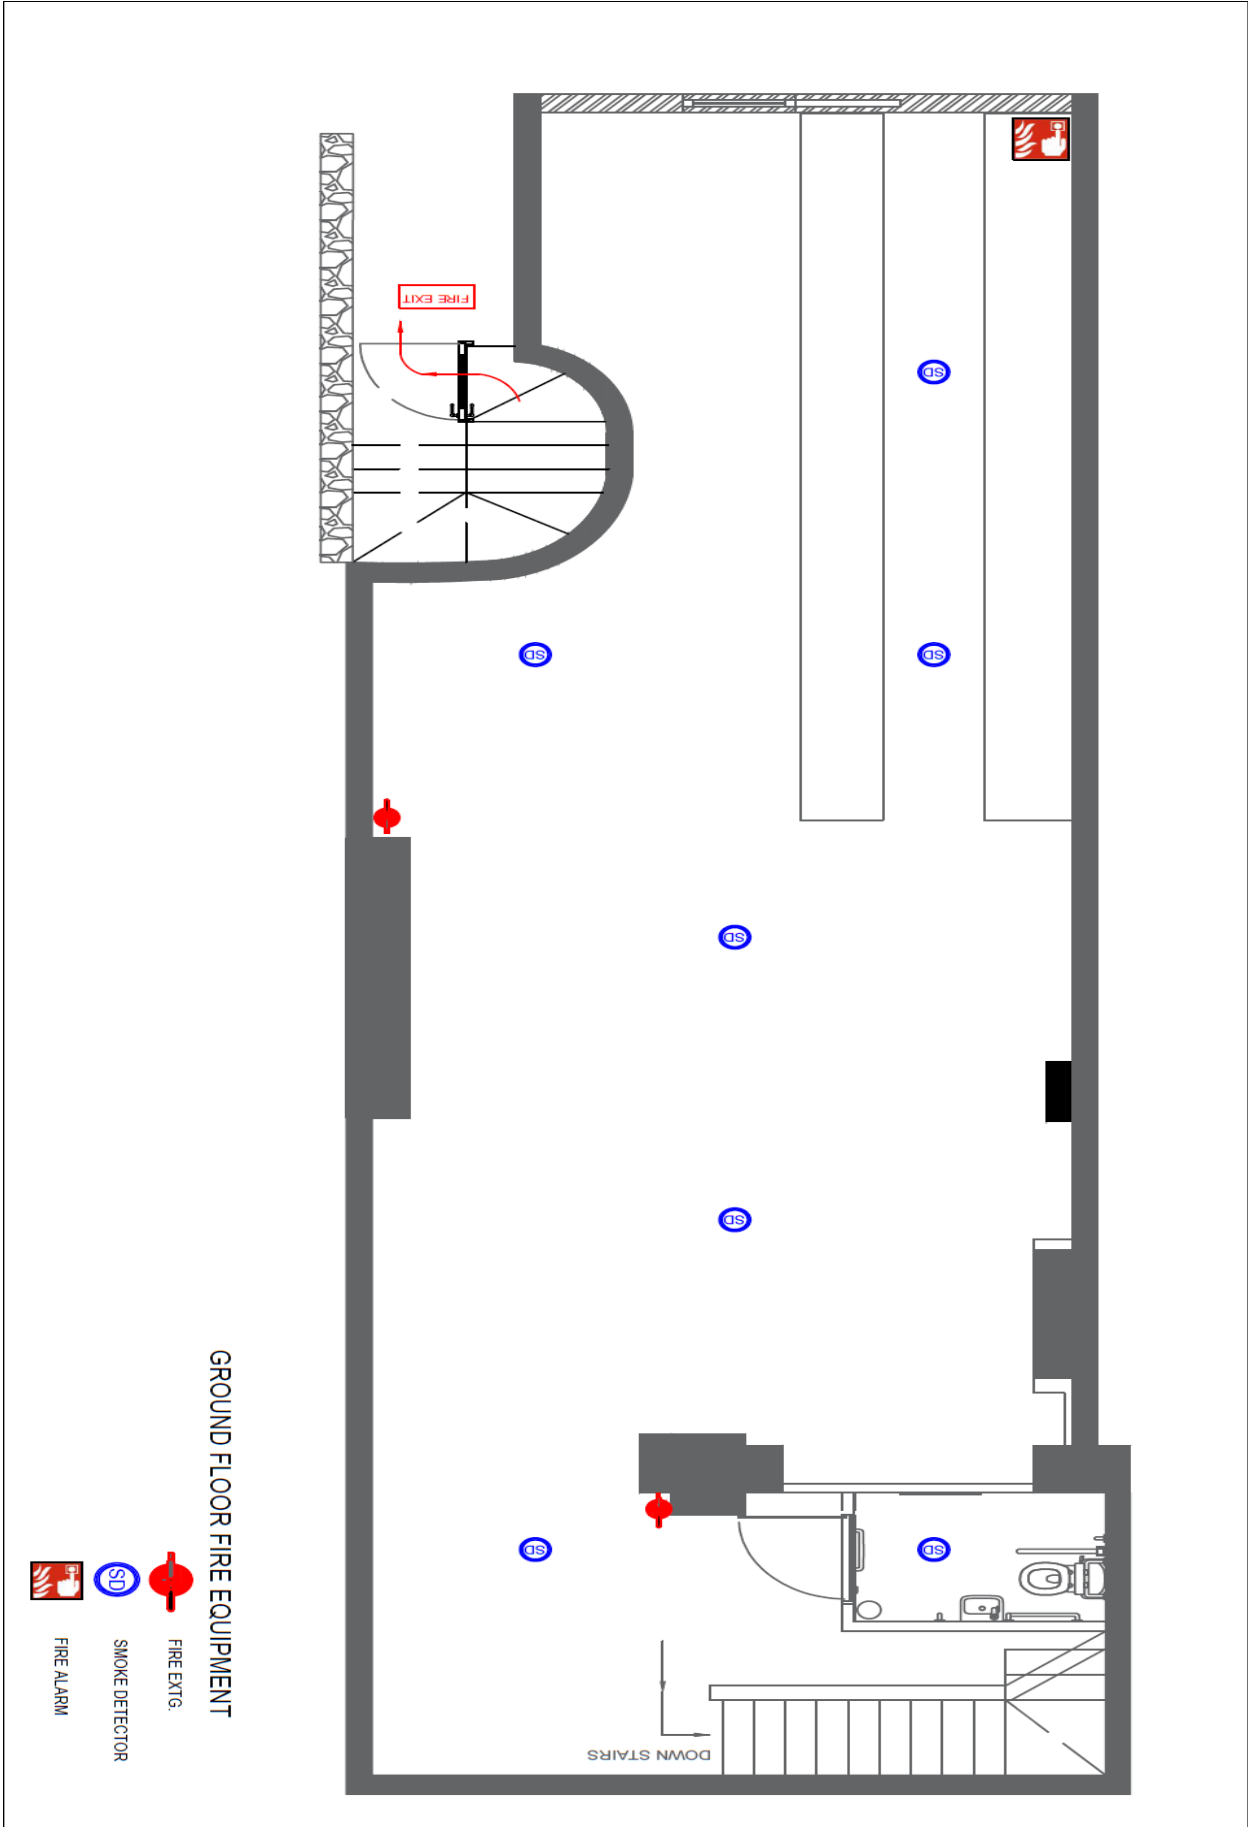 FIRE EXIT
SD
SD
SD
SD
SD
SD
SD
DOWN STAIRS
GROUND FLOOR FIRE EQUIPMENT
FIRE EXTG.
SD
SMOKE DETECTOR
FIRE ALARM